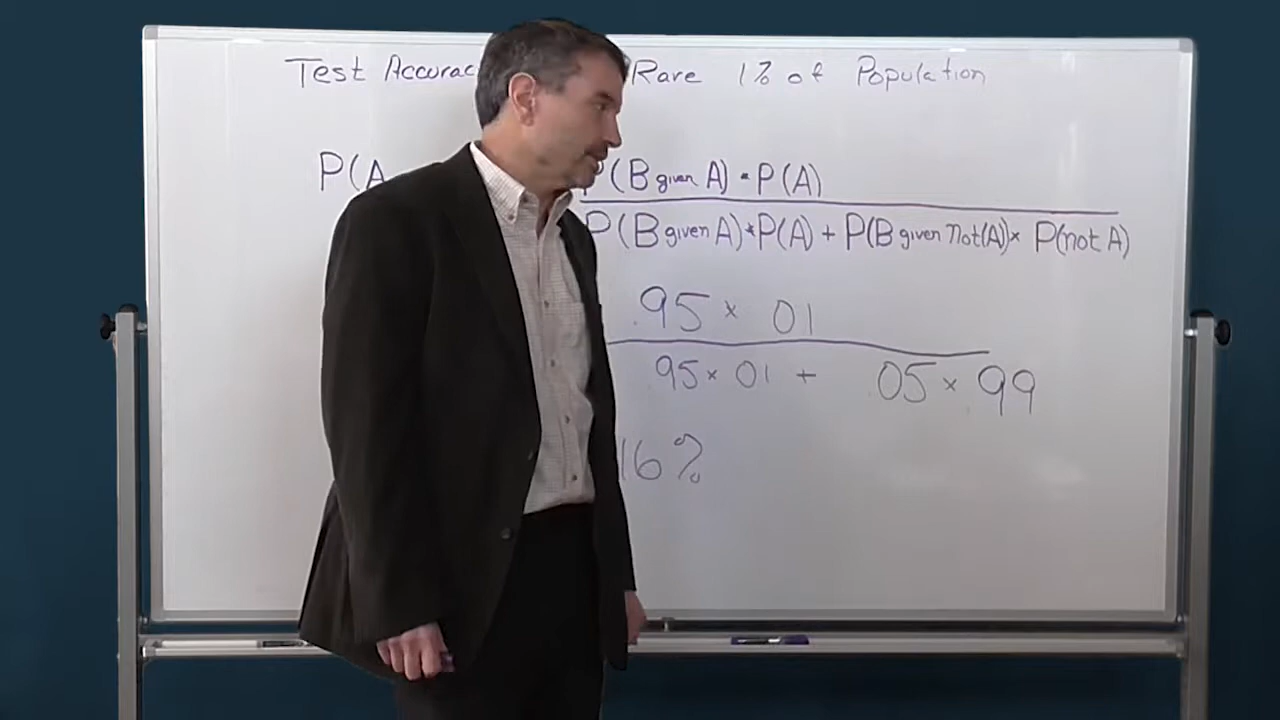 Test Accurac Rare 1% of Population
P(A P(B given A) * P(A)
P(B given A)*P(A) + P(B given not(A))* P(not A)
.95 x 01
95 x 01 + .05 x .99
16%